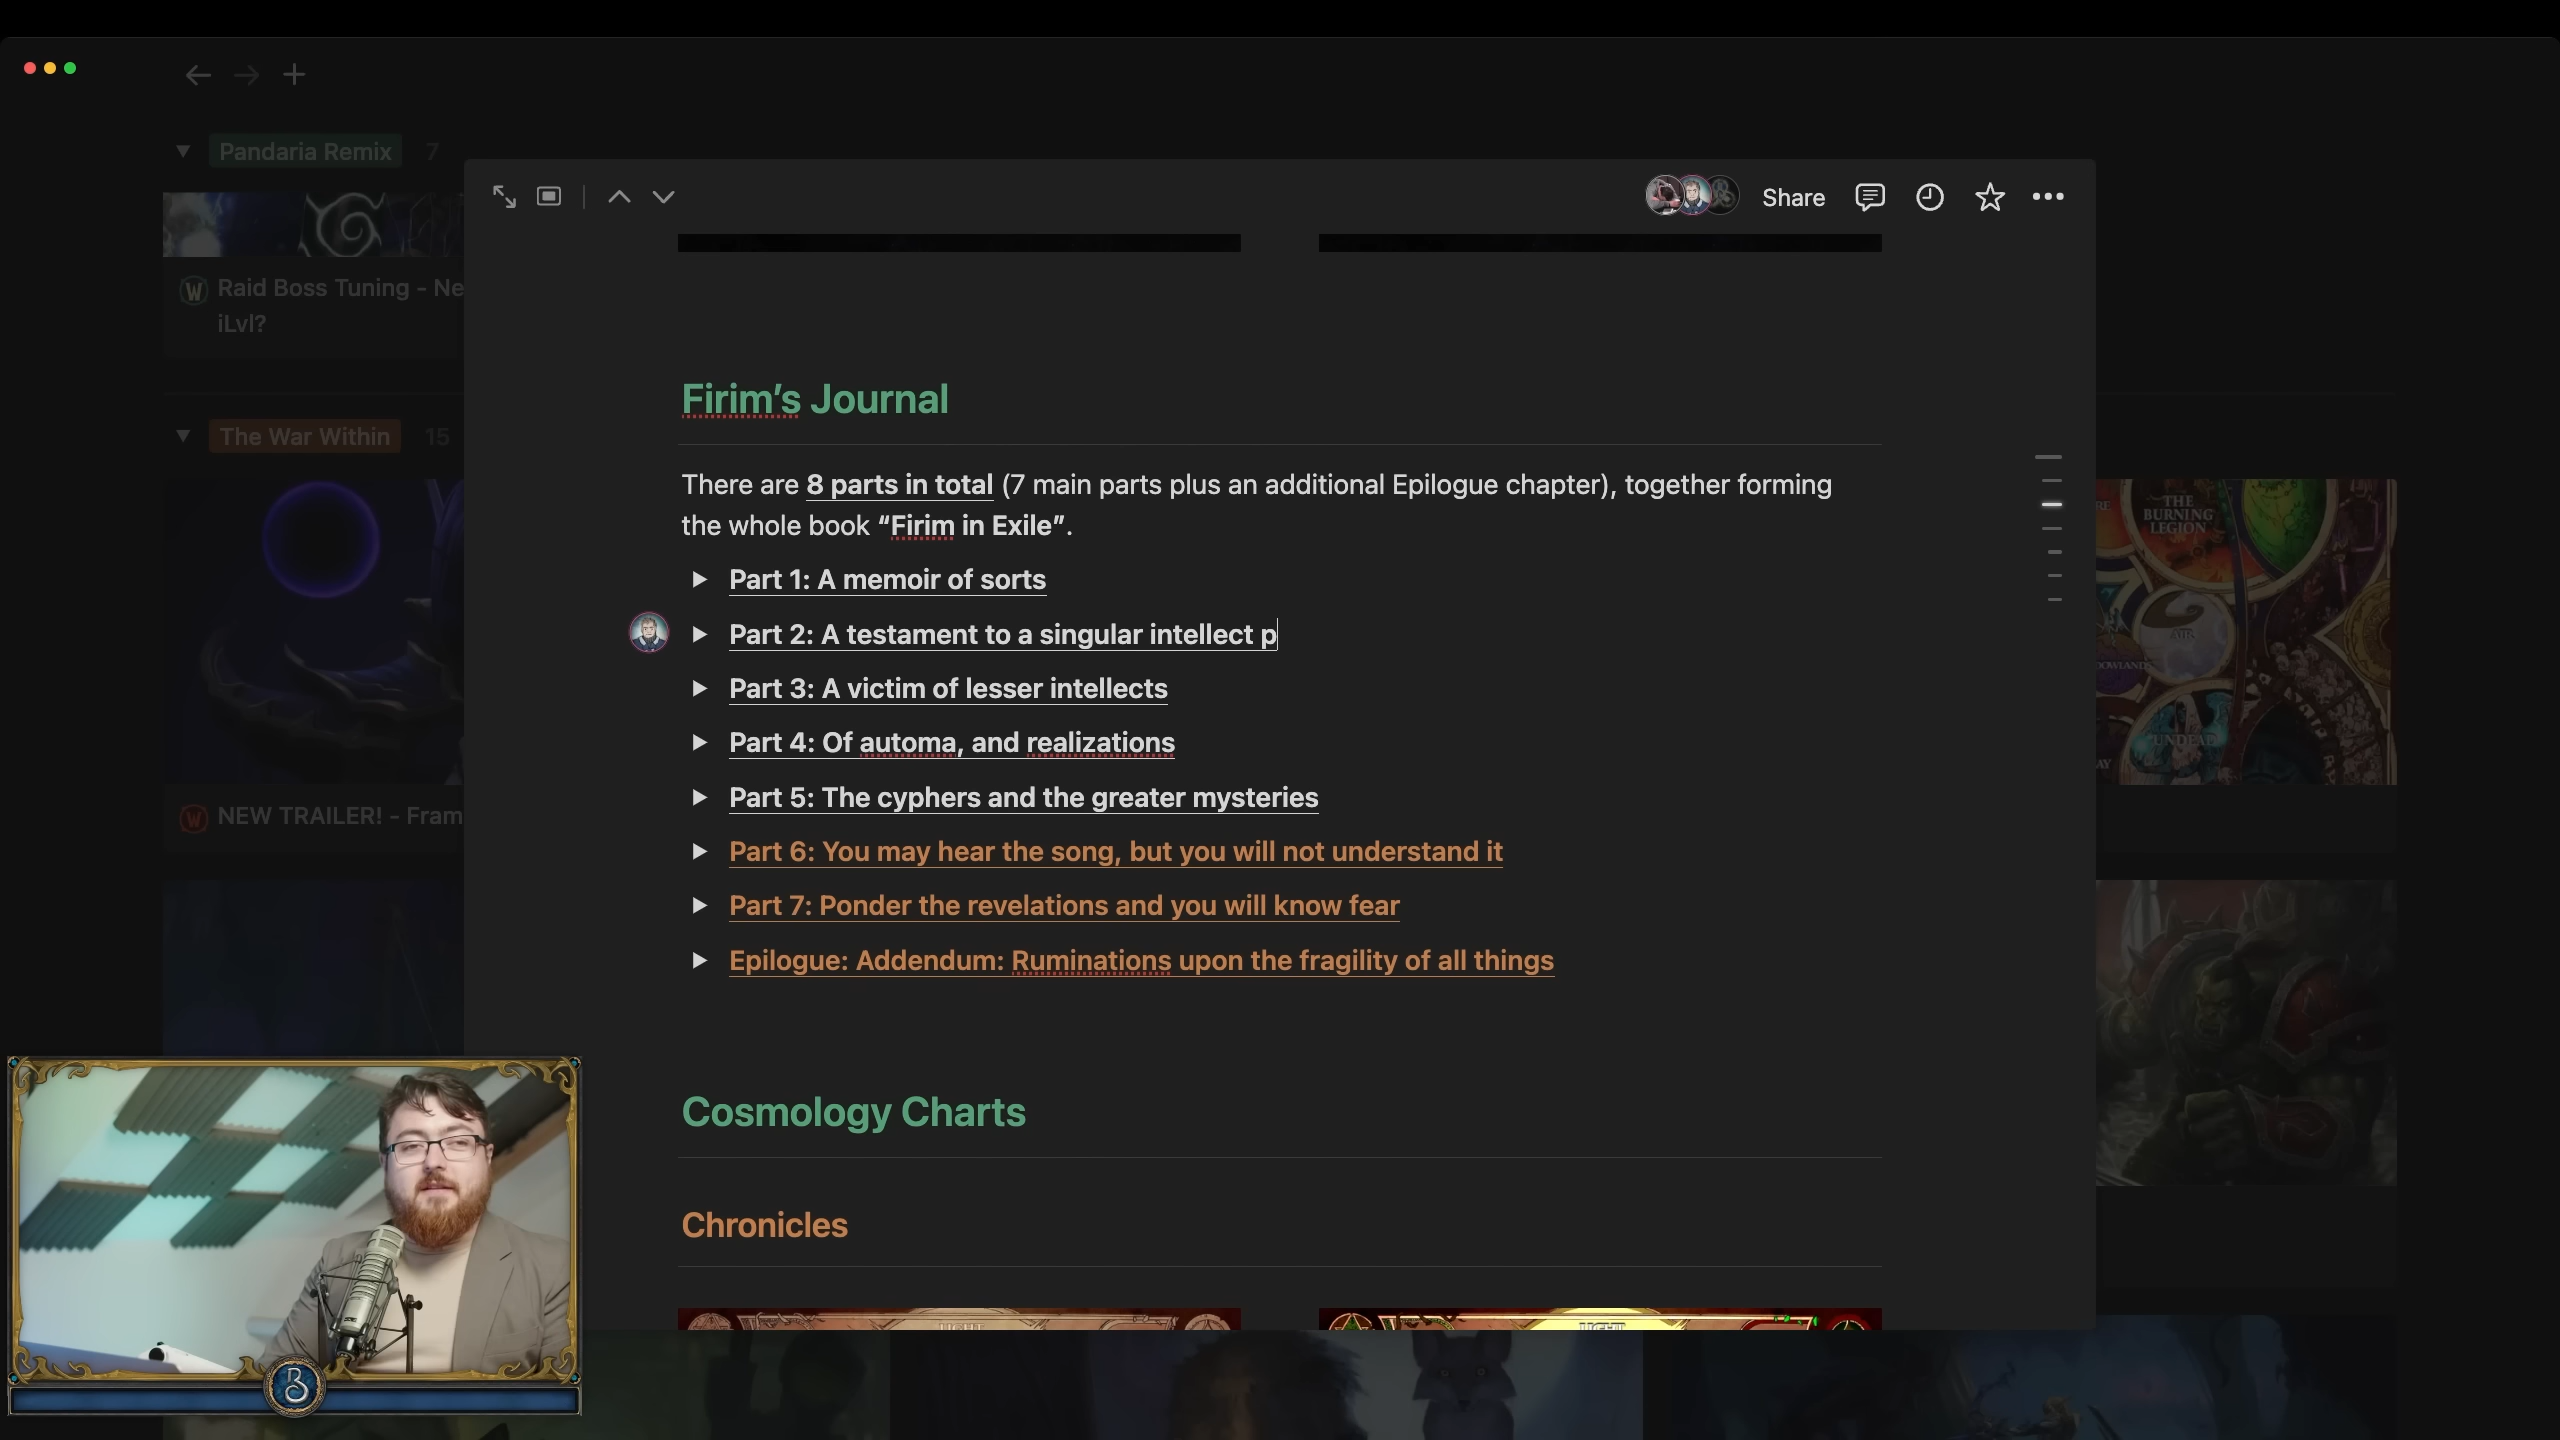 Pandaria Remix 7
Share
Raid Boss Tuning - Ne
iLvl?
Firim’s Journal
The War Within 15
There are 8 parts in total (7 main parts plus an additional Epilogue chapter), together forming
the whole book “Firim in Exile”.
THE
BURNING
LEGION
Part 1: A memoir of sorts
Part 2: A testament to a singular intellect p
AIR
Part 3: A victim of lesser intellects
Part 4: Of automa, and realizations
UNDEAD
Part 5: The cyphers and the greater mysteries
NEW TRAILER! - Fram
Part 6: You may hear the song, but you will not understand it
Part 7: Ponder the revelations and you will know fear
Epilogue: Addendum: Ruminations upon the fragility of all things
Cosmology Charts
Chronicles
LIGHT
LIGHT
B